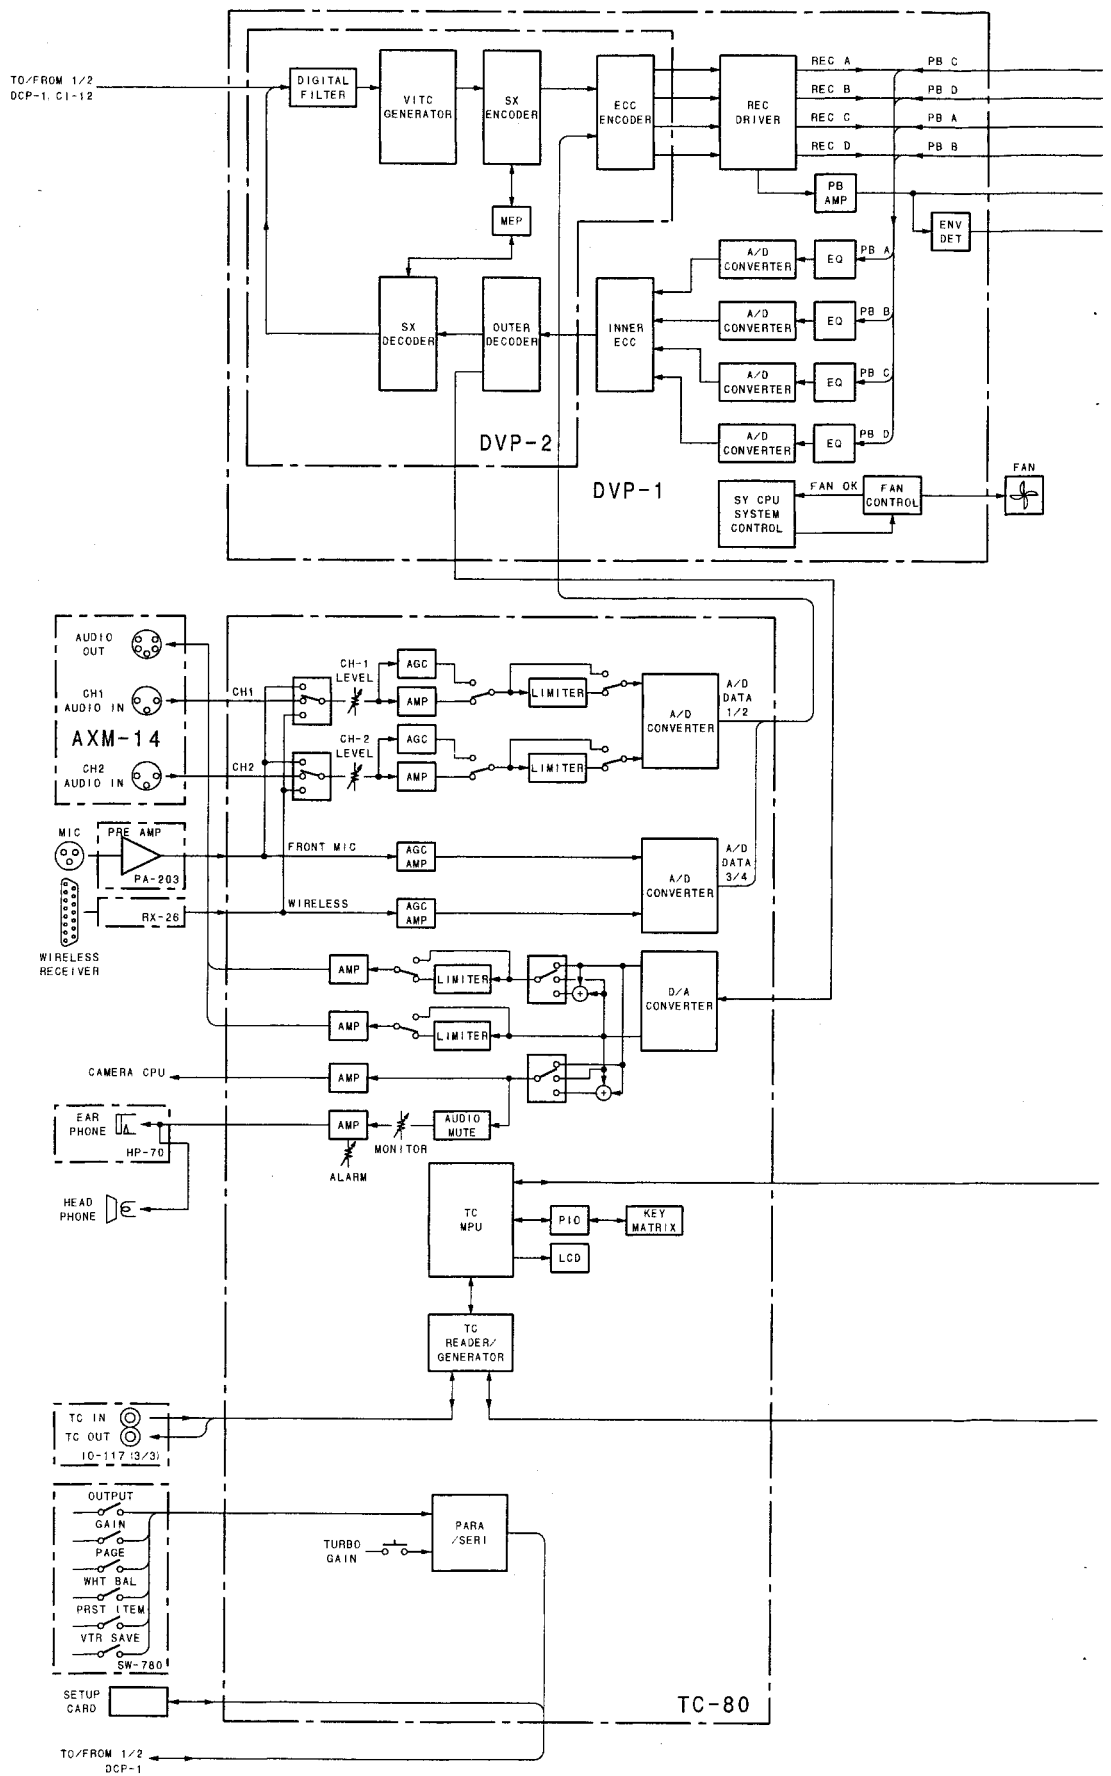 TO/FROM 1/2
DCP-1, CI-12
DIGITAL
FILTER
VITC
GENERATOR
SX
ENCODER
ECC
ENCODER
REC
DRIVER
REC A
PB C
REC B
PB D
REC C
PB A
REC D
PB B
PB
AMP
ENV
DET
MEP
SX
DECODER
OUTER
DECODER
INNER
ECC
A/D
CONVERTER
EQ
PB A
A/D
CONVERTER
EQ
PB B
A/D
CONVERTER
EQ
PB C
A/D
CONVERTER
EQ
PB D
DVP-2
DVP-1
SY CPU
SYSTEM
CONTROL
FAN OK
FAN
CONTROL
FAN
AUDIO
OUT
CH1
AUDIO IN
AXM-14
CH2
AUDIO IN
CH1
CH-1
LEVEL
AGC
AMP
LIMITER
A/D
CONVERTER
A/D
DATA
1/2
CH2
CH-2
LEVEL
AGC
AMP
LIMITER
MIC
PRE AMP
PA-203
FRONT MIC
AGC
AMP
A/D
CONVERTER
A/D
DATA
3/4
RX-26
WIRELESS
AGC
AMP
WIRELESS
RECEIVER
AMP
LIMITER
+
D/A
CONVERTER
AMP
LIMITER
CAMERA CPU
AMP
+
EAR
PHONE
HP-70
AMP
ALARM
MONITOR
AUDIO
MUTE
HEAD
PHONE
TC
MPU
PIO
KEY
MATRIX
LCD
TC
READER/
GENERATOR
TC IN
TC OUT
IO-117 (3/3)
OUTPUT
GAIN
PAGE
WHT BAL
PRST ITEM
VTR SAVE
SW-780
TURBO
GAIN
PARA
/SERI
SETUP
CARD
TC-80
TO/FROM 1/2
DCP-1